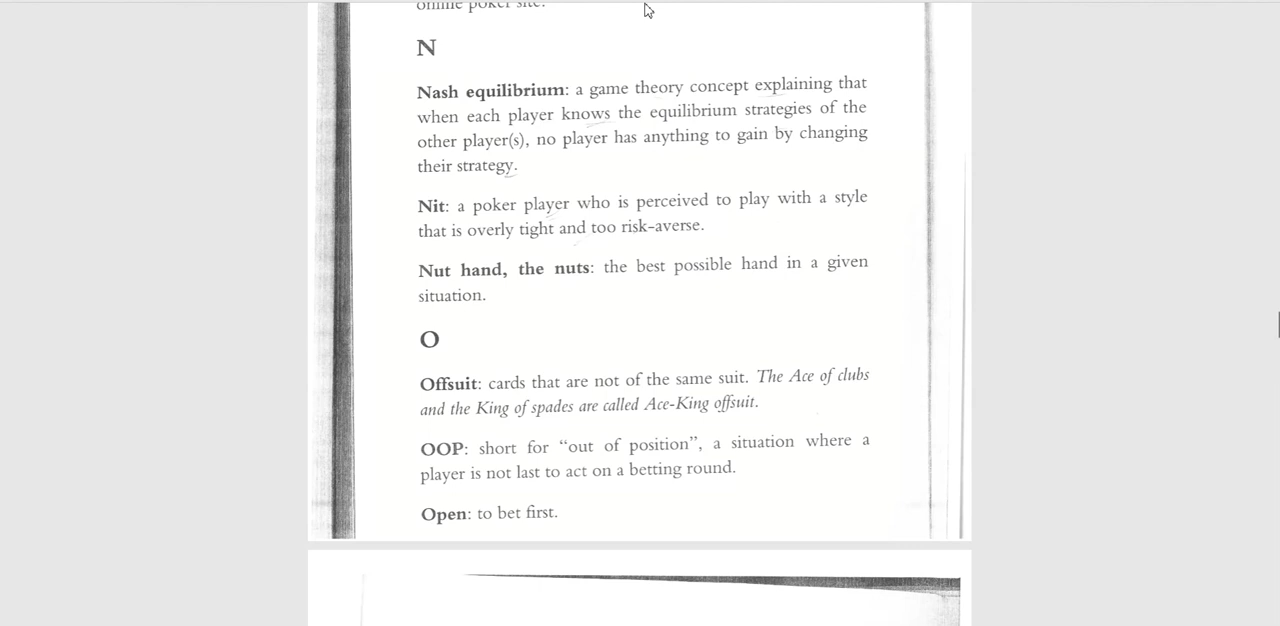 online poker site.
N
Nash equilibrium: a game theory concept explaining that
when each player knows the equilibrium strategies of the
other player(s), no player has anything to gain by changing
their strategy.
Nit: a poker player who is perceived to play with a style
that is overly tight and too risk-averse.
Nut hand, the nuts: the best possible hand in a given
situation.
O
Offsuit: cards that are not of the same suit. The Ace of clubs
and the King of spades are called Ace-King offsuit.
OOP: short for “out of position”, a situation where a
player is not last to act on a betting round.
Open: to bet first.